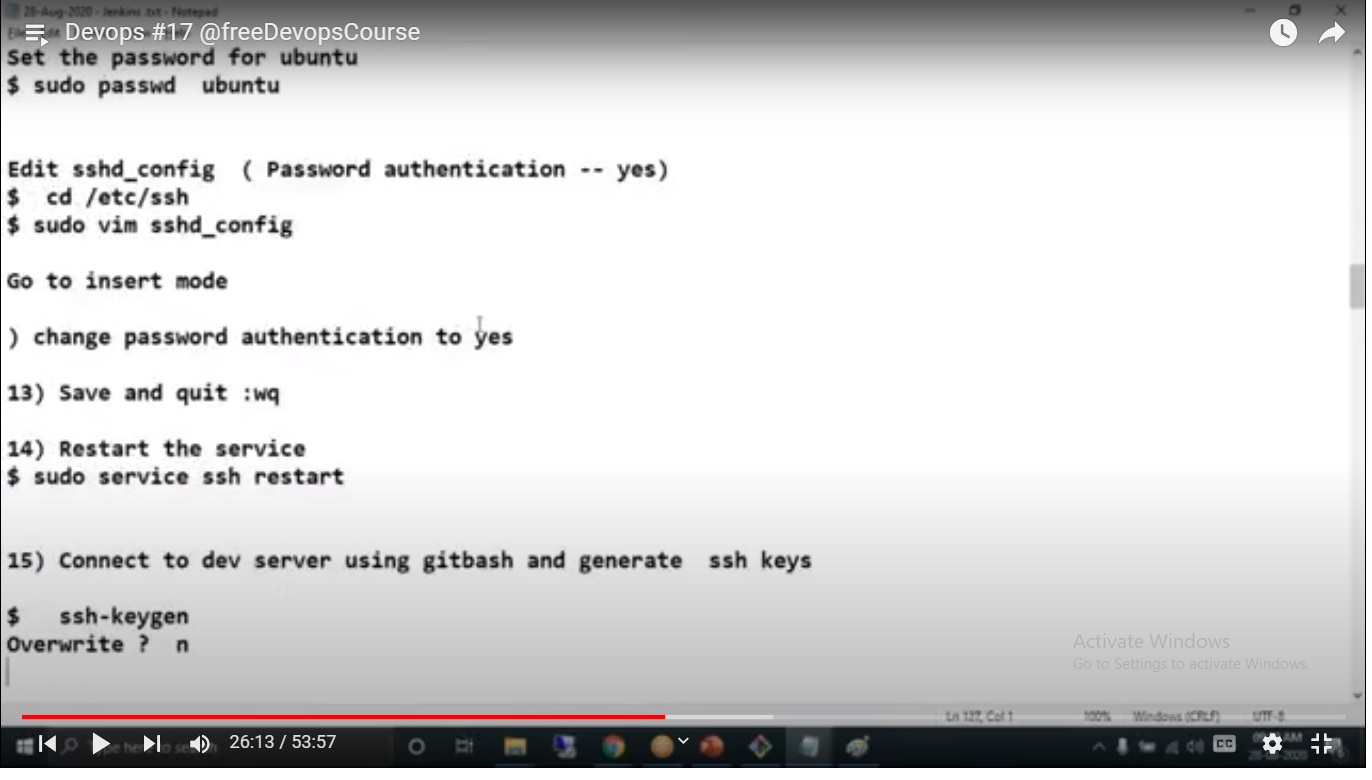 28-Aug-2020 - Jenkins .txt - Notepad
Devops #17 @freeDevopsCourse
Set the password for ubuntu
$ sudo passwd  ubuntu
Edit sshd_config  ( Password authentication -- yes)
$  cd /etc/ssh
$ sudo vim sshd_config
Go to insert mode
) change password authentication to yes
13) Save and quit :wq
14) Restart the service
$ sudo service ssh restart
15) Connect to dev server using gitbash and generate  ssh keys
$   ssh-keygen
Overwrite ?  n
Activate Windows
Go to Settings to activate Windows.
Ln 127, Col 1 100% Windows (CRLF) UTF-8
26:13 / 53:57 CC